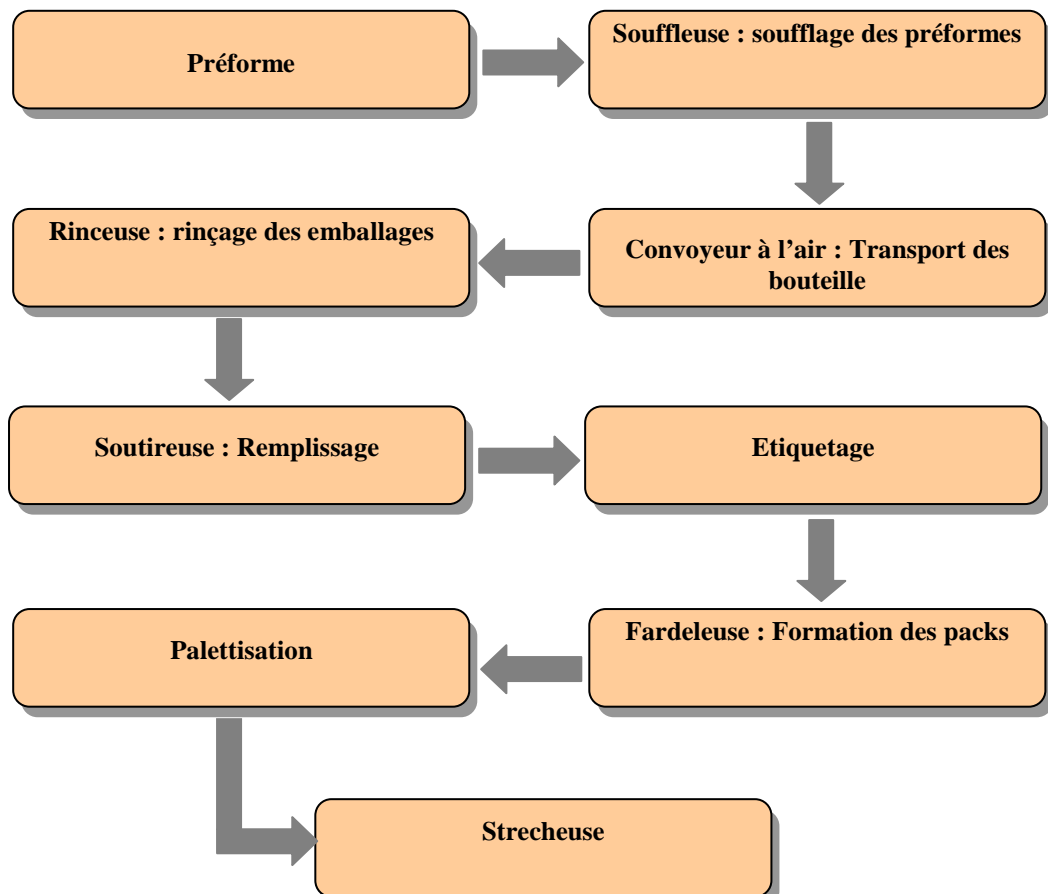 Préforme
Souffleuse : soufflage des préformes
Convoyeur à l’air : Transport des
bouteille
Rinceuse : rinçage des emballages
Soutireuse : Remplissage
Etiquetage
Fardeleuse : Formation des packs
Palettisation
Strecheuse